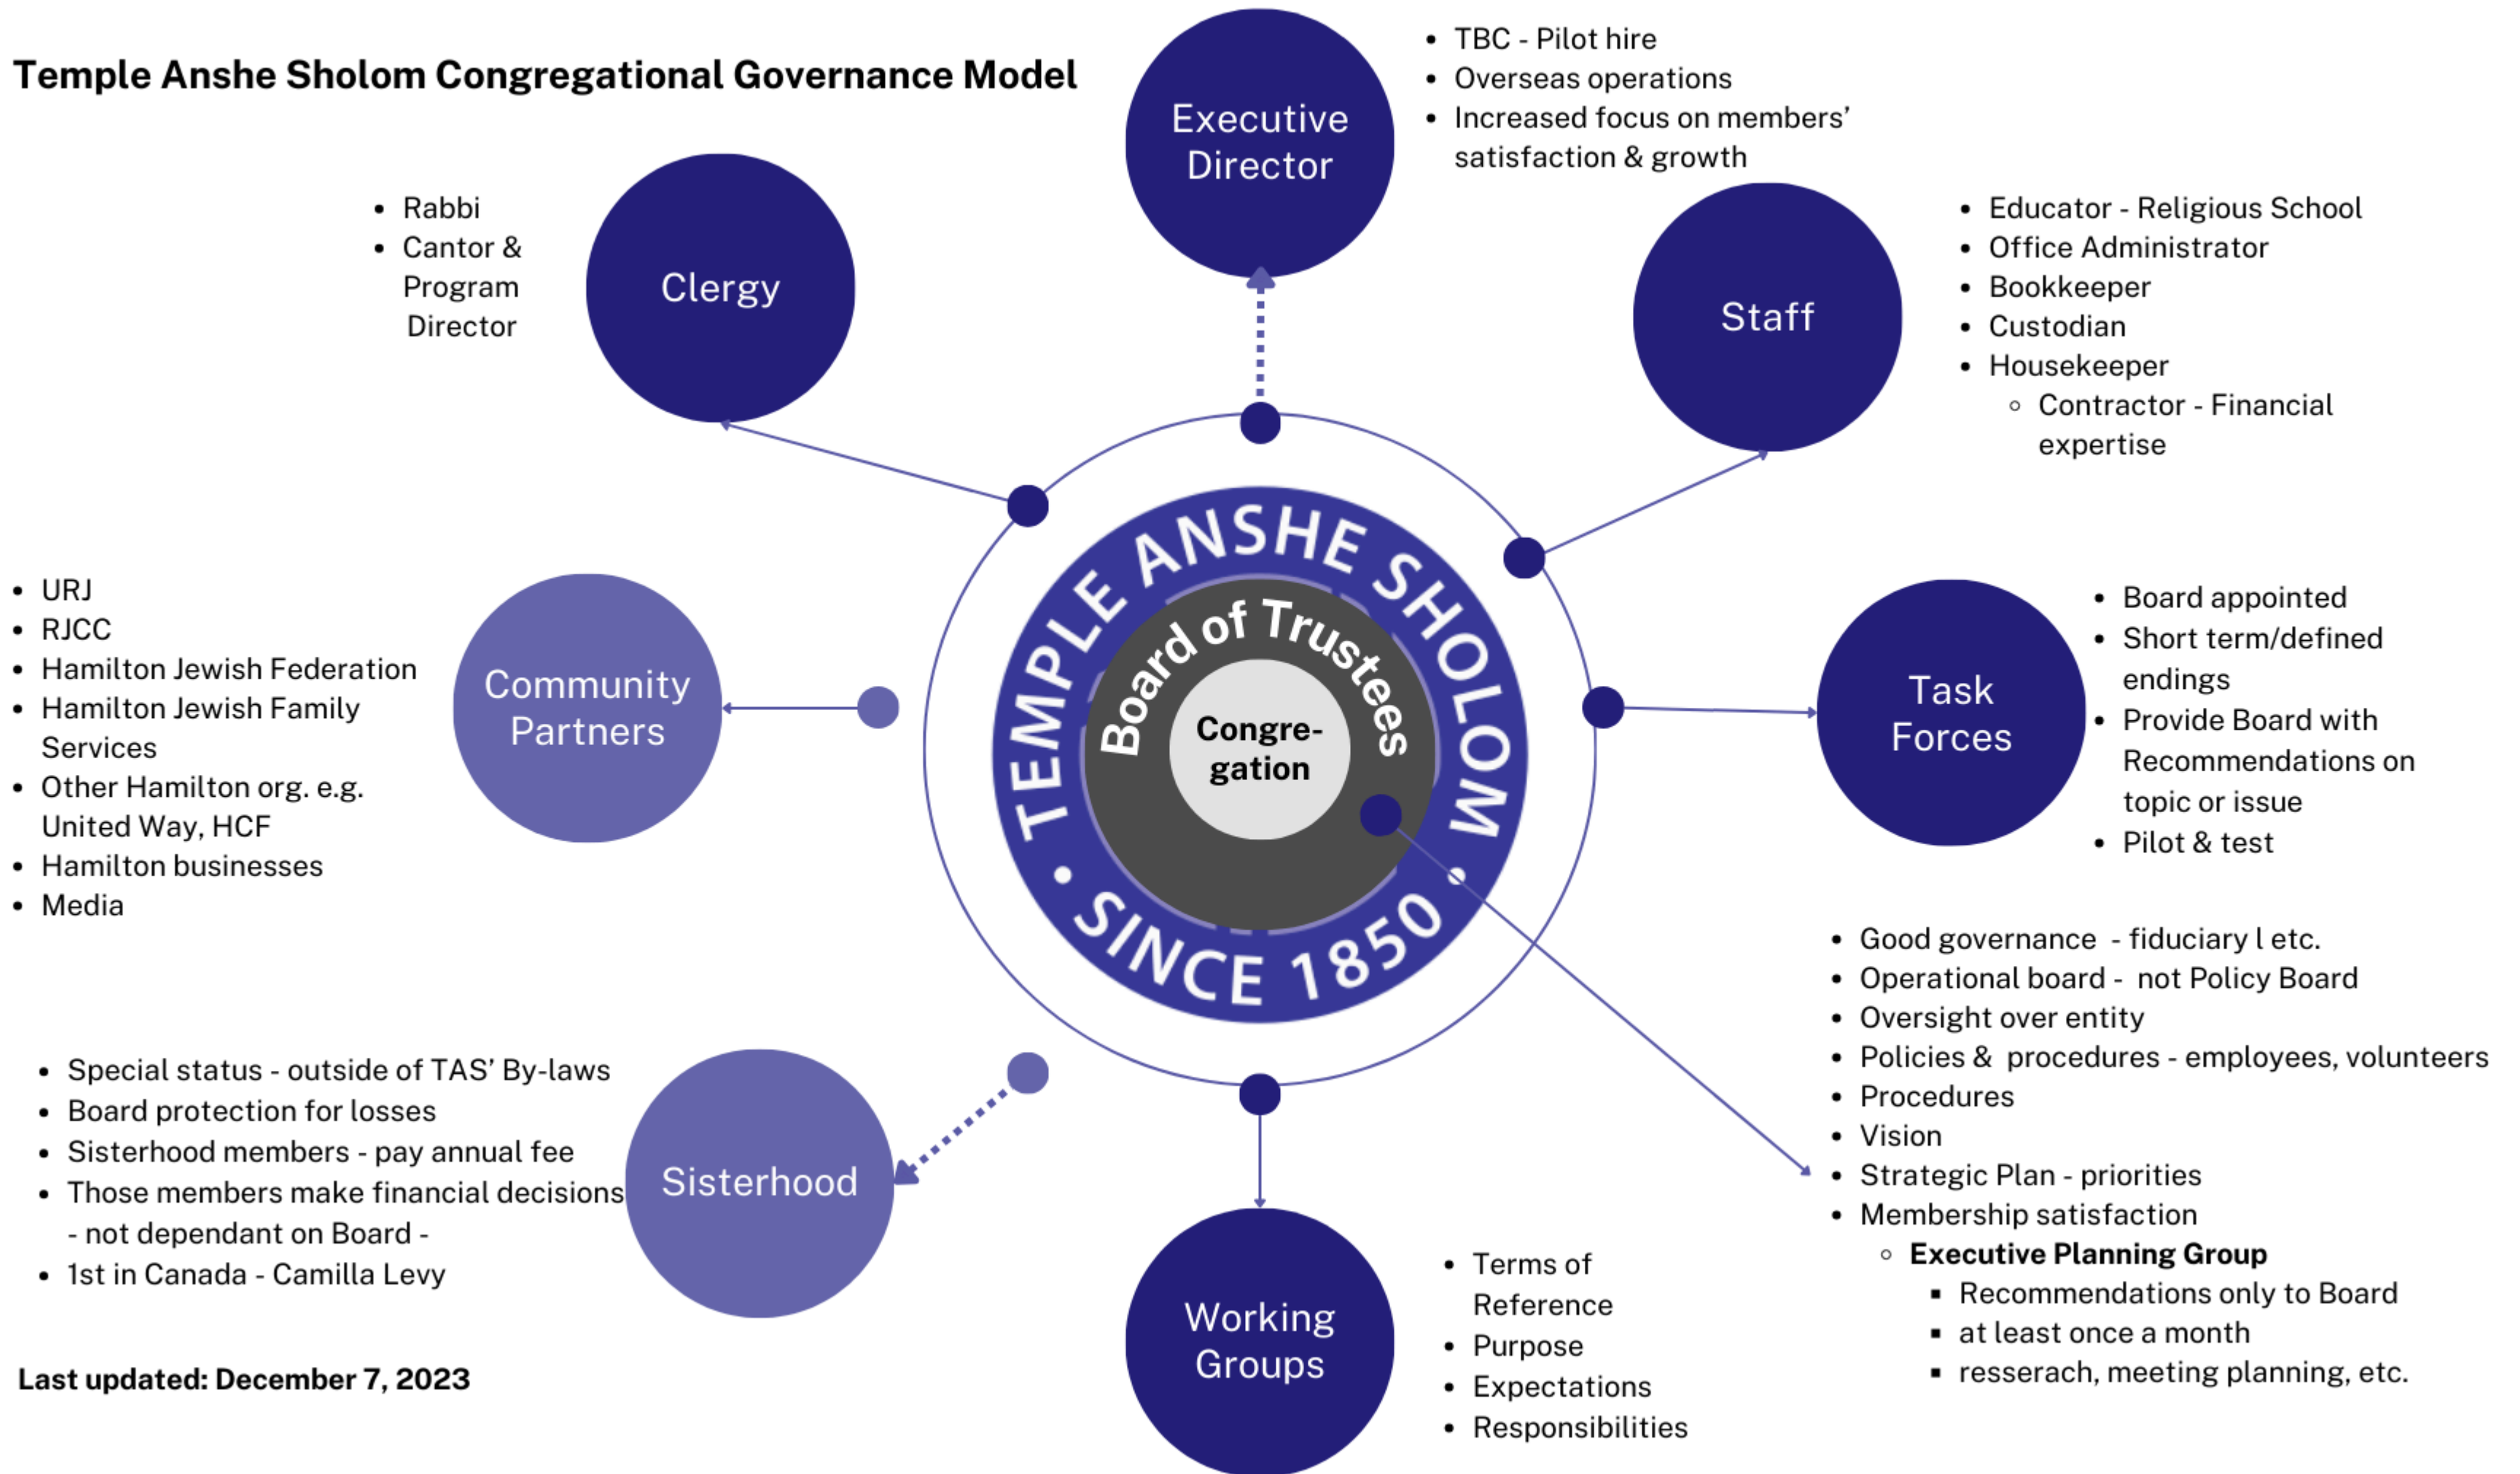 Temple Anshe Sholom Congregational Governance Model
Executive
Director
• TBC - Pilot hire
• Overseas operations
• Increased focus on members’
satisfaction & growth
• Rabbi
• Cantor &
Program
Director
Clergy
Staff
• Educator - Religious School
• Office Administrator
• Bookkeeper
• Custodian
• Housekeeper
◦ Contractor - Financial
expertise
• URJ
• RJCC
• Hamilton Jewish Federation
• Hamilton Jewish Family
Services
• Other Hamilton org. e.g.
United Way, HCF
• Hamilton businesses
• Media
Community
Partners
TEMPLE ANSHE SHOLOM
• SINCE 1850 •
Board of Trustees
Congre-
gation
Task
Forces
• Board appointed
• Short term/defined
endings
• Provide Board with
Recommendations on
topic or issue
• Pilot & test
• Good governance - fiduciary l etc.
• Operational board - not Policy Board
• Oversight over entity
• Policies & procedures - employees, volunteers
• Procedures
• Vision
• Strategic Plan - priorities
• Membership satisfaction
◦ Executive Planning Group
▪ Recommendations only to Board
▪ at least once a month
▪ resserach, meeting planning, etc.
• Special status - outside of TAS’ By-laws
• Board protection for losses
• Sisterhood members - pay annual fee
• Those members make financial decisions
- not dependant on Board -
• 1st in Canada - Camilla Levy
Sisterhood
Working
Groups
• Terms of
Reference
• Purpose
• Expectations
• Responsibilities
Last updated: December 7, 2023